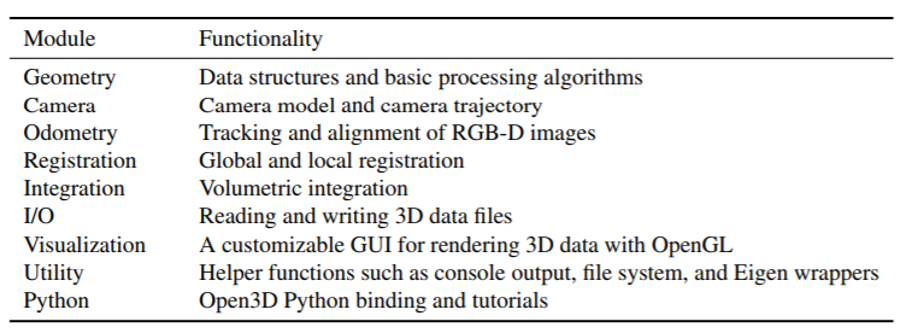 Module Functionality
Geometry Data structures and basic processing algorithms
Camera Camera model and camera trajectory
Odometry Tracking and alignment of RGB-D images
Registration Global and local registration
Integration Volumetric integration
I/O Reading and writing 3D data files
Visualization A customizable GUI for rendering 3D data with OpenGL
Utility Helper functions such as console output, file system, and Eigen wrappers
Python Open3D Python binding and tutorials